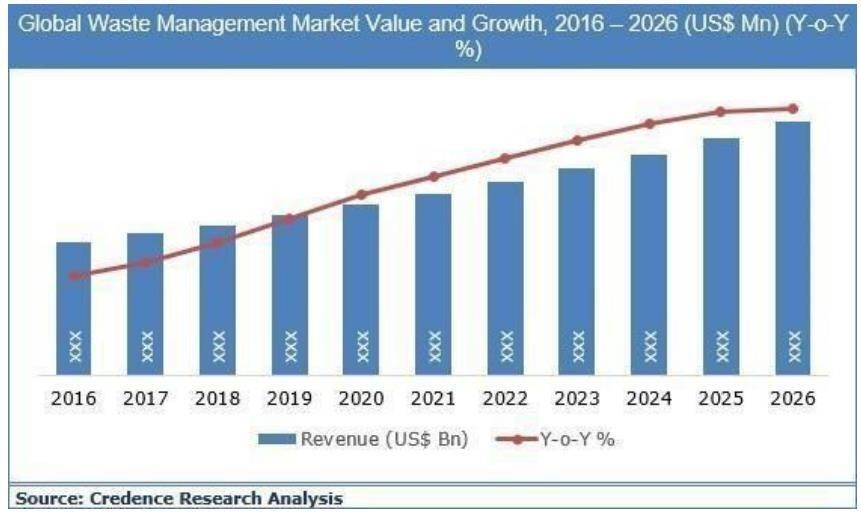 Global Waste Management Market Value and Growth, 2016 – 2026 (US$ Mn) (Y-o-Y
%)
xxx xxx xxx xxx xxx xxx xxx xxx xxx xxx xxx
2016 2017 2018 2019 2020 2021 2022 2023 2024 2025 2026
Revenue (US$ Bn) Y-o-Y %
Source: Credence Research Analysis